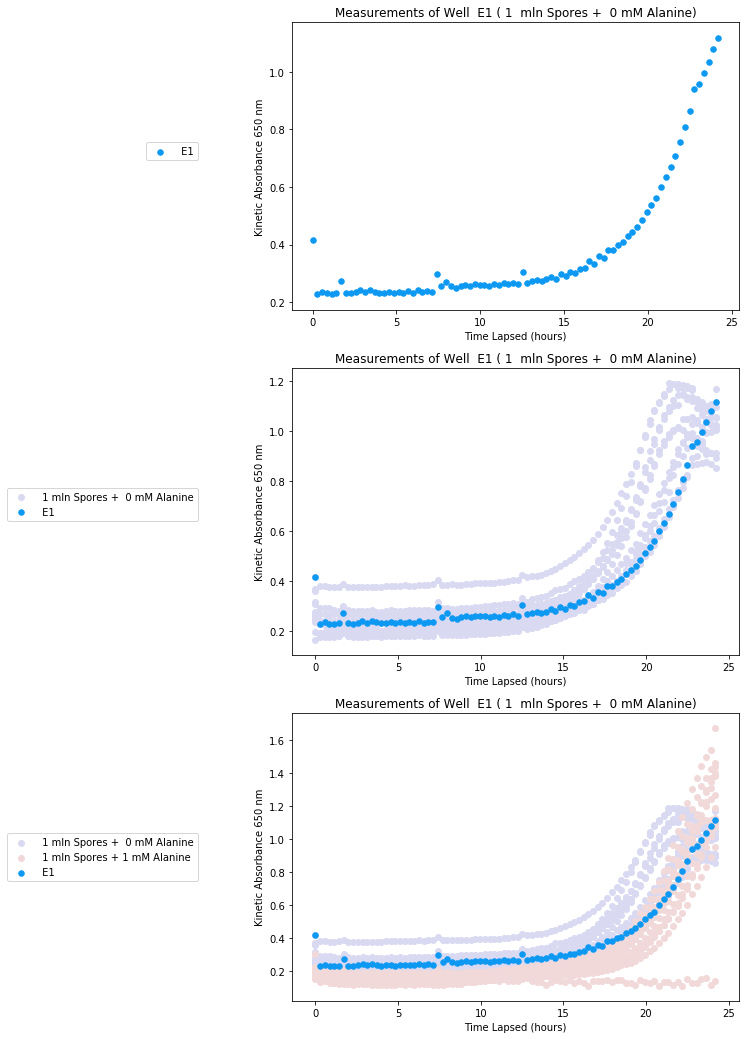 Measurements of Well  E1 ( 1  mln Spores +  0 mM Alanine)
E1
Kinetic Absorbance 650 nm
1.0
0.8
0.6
0.4
0.2
0 5 10 15 20 25
Time Lapsed (hours)
Measurements of Well  E1 ( 1  mln Spores +  0 mM Alanine)
1 mln Spores +  0 mM Alanine
E1
Kinetic Absorbance 650 nm
1.2
1.0
0.8
0.6
0.4
0.2
0 5 10 15 20 25
Time Lapsed (hours)
Measurements of Well  E1 ( 1  mln Spores +  0 mM Alanine)
1 mln Spores +  0 mM Alanine
1 mln Spores + 1 mM Alanine
E1
Kinetic Absorbance 650 nm
1.6
1.4
1.2
1.0
0.8
0.6
0.4
0.2
0 5 10 15 20 25
Time Lapsed (hours)